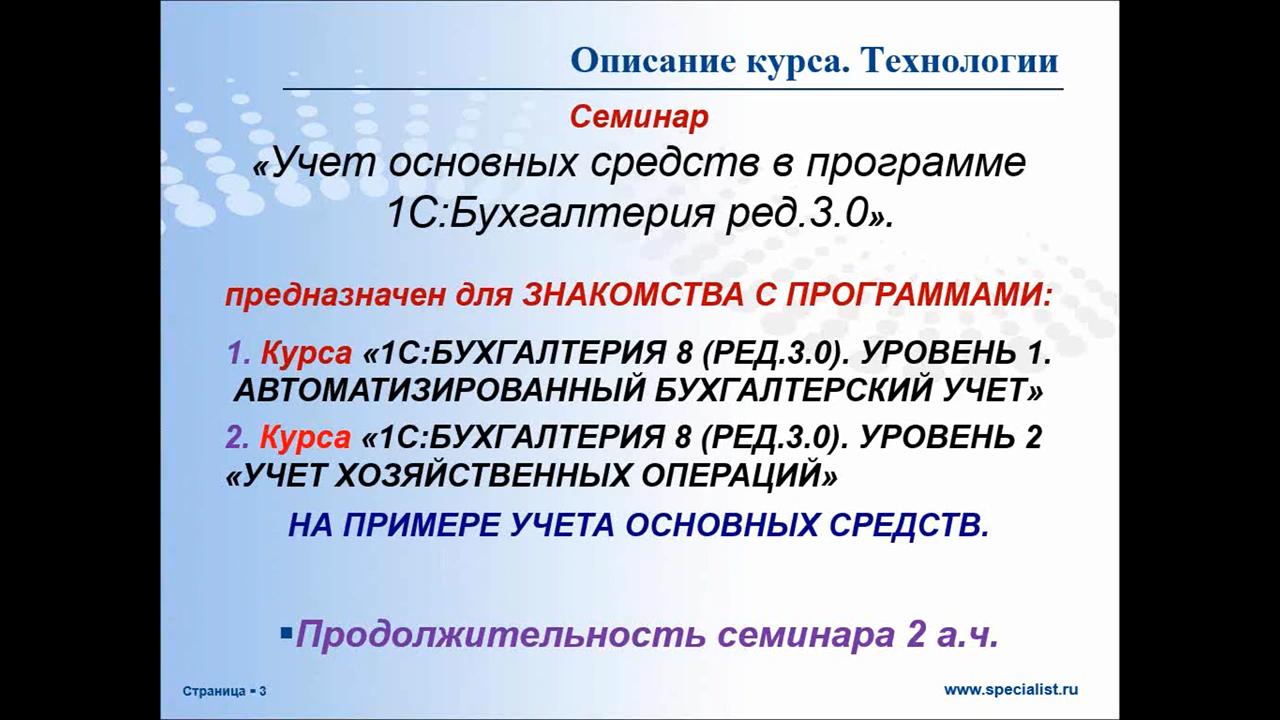 Описание курса. Технологии
Семинар
«Учет основных средств в программе
1С:Бухгалтерия ред.3.0».
предназначен для ЗНАКОМСТВА С ПРОГРАММАМИ:
1. Курса «1С:БУХГАЛТЕРИЯ 8 (РЕД.3.0). УРОВЕНЬ 1.
АВТОМАТИЗИРОВАННЫЙ БУХГАЛТЕРСКИЙ УЧЕТ»
2. Курса «1С:БУХГАЛТЕРИЯ 8 (РЕД.3.0). УРОВЕНЬ 2
«УЧЕТ ХОЗЯЙСТВЕННЫХ ОПЕРАЦИЙ»
НА ПРИМЕРЕ УЧЕТА ОСНОВНЫХ СРЕДСТВ.
▪Продолжительность семинара 2 а.ч.
Страница ▪ 3
www.specialist.ru